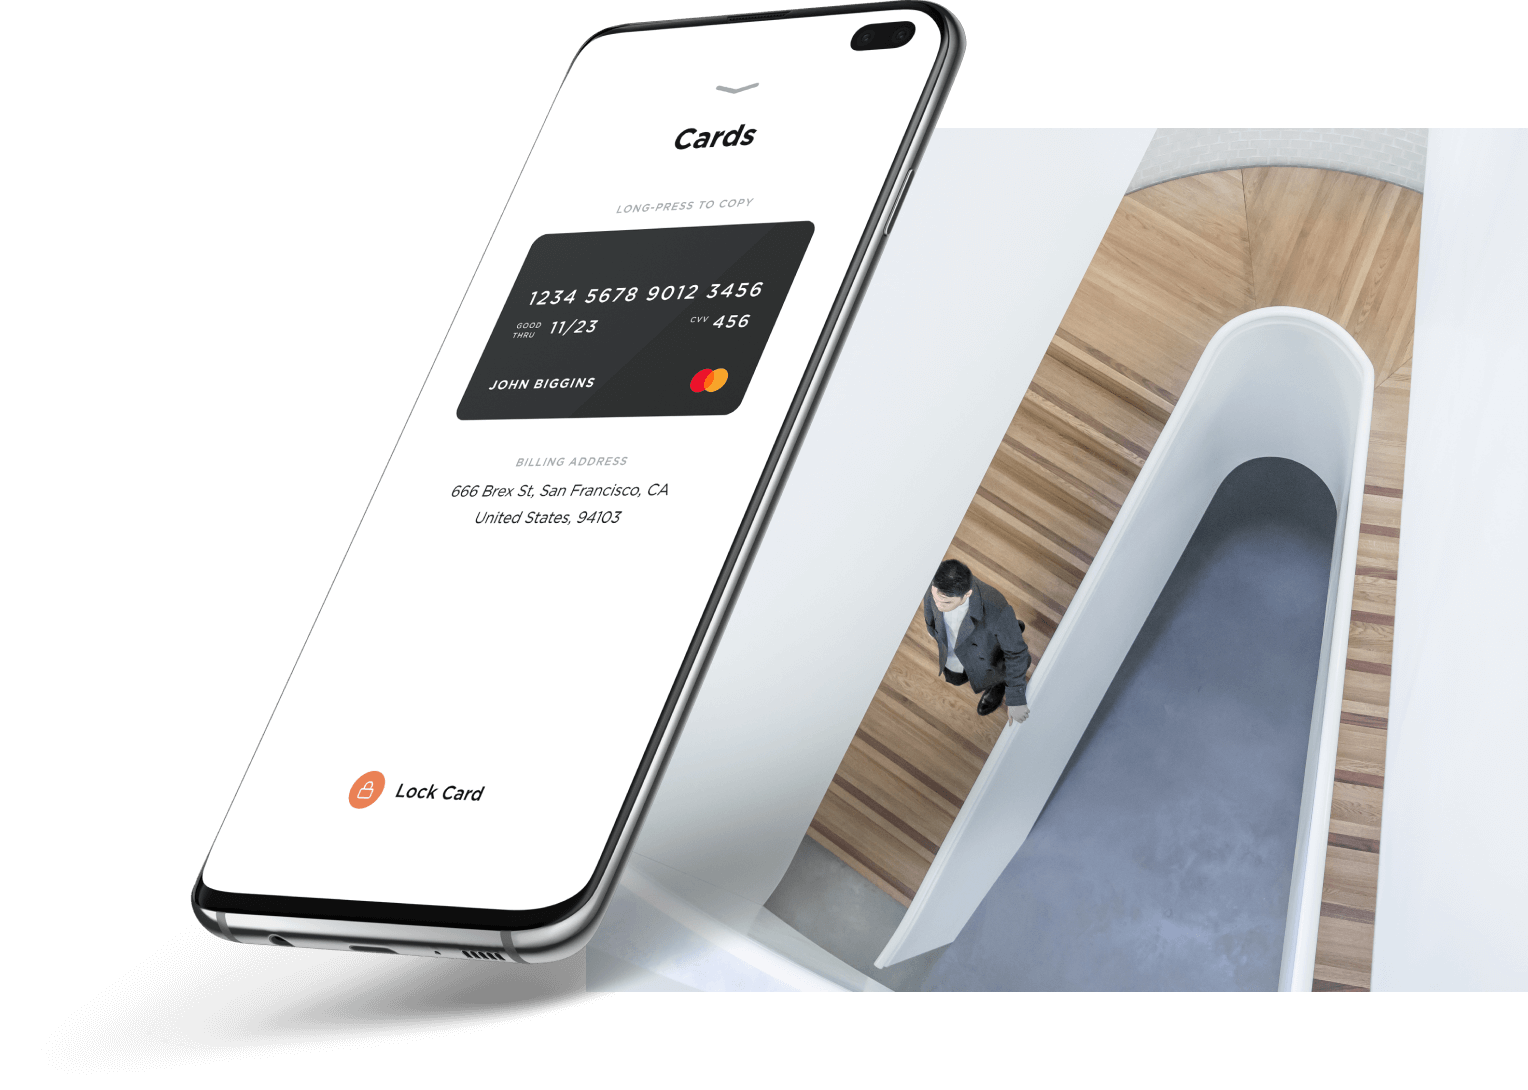 Cards
LONG-PRESS TO COPY
1234 5678 9012 3456
GOOD THRU 11/23 CVV 456
JOHN BIGGINS
BILLING ADDRESS
666 Brex St, San Francisco, CA
United States, 94103
Lock Card